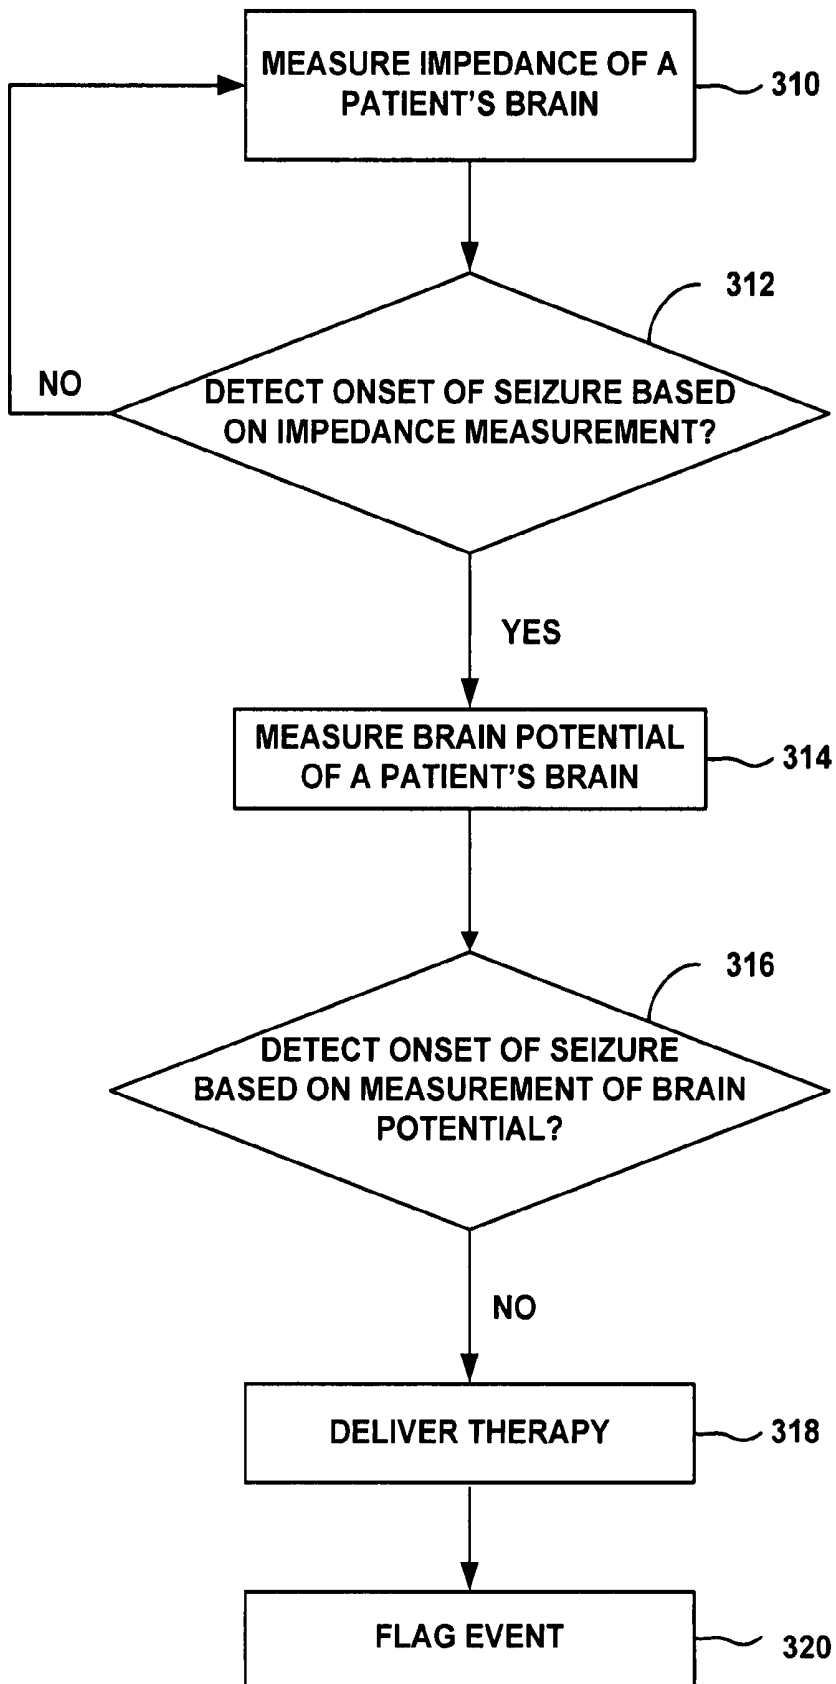 MEASURE IMPEDANCE OF A
PATIENT'S BRAIN
310
312
NO
DETECT ONSET OF SEIZURE BASED
ON IMPEDANCE MEASUREMENT?
YES
MEASURE BRAIN POTENTIAL
OF A PATIENT'S BRAIN
314
316
DETECT ONSET OF SEIZURE
BASED ON MEASUREMENT OF BRAIN
POTENTIAL?
NO
DELIVER THERAPY
318
FLAG EVENT
320